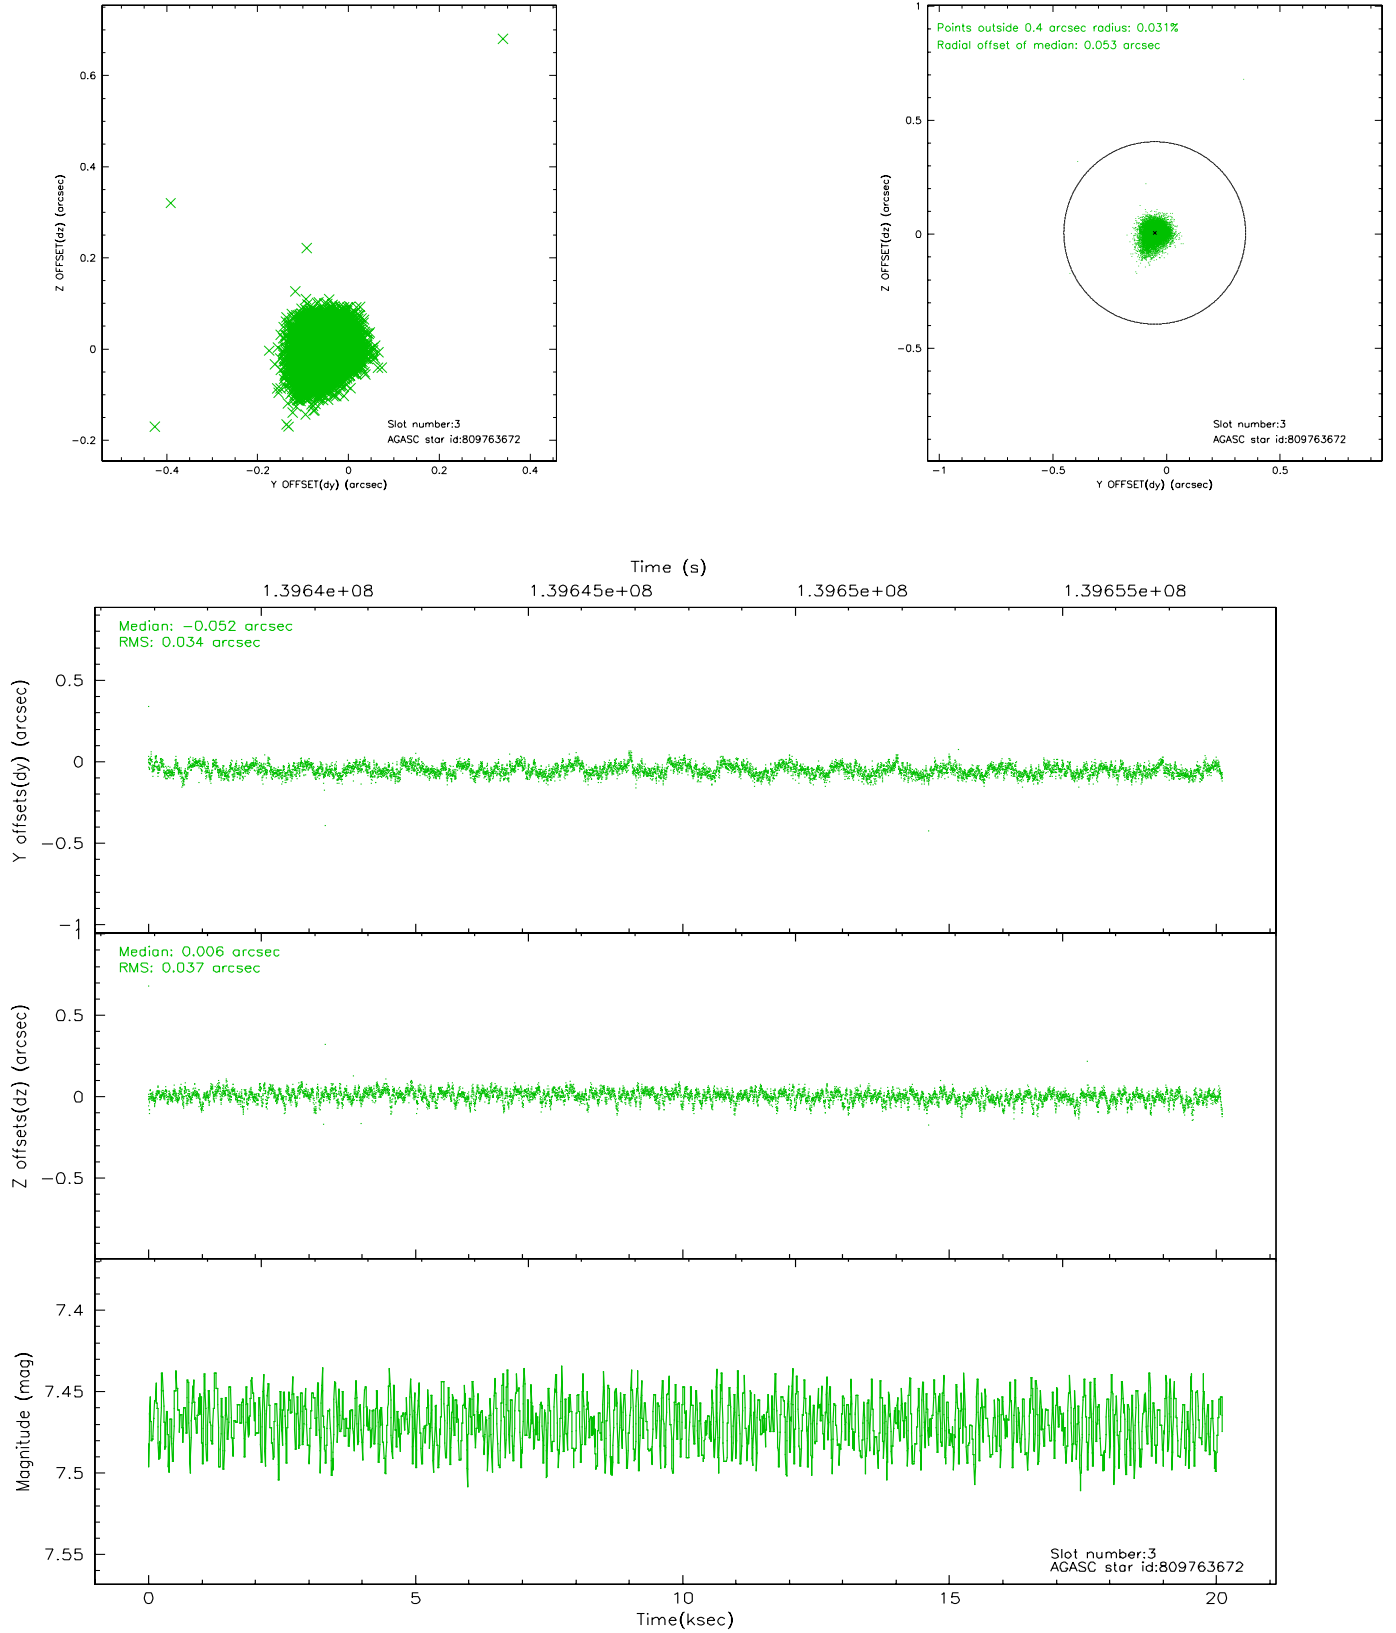 0.6
0.4
0.2
0
−0.2
Z OFFSET(dz) (arcsec)
Slot number:3
AGASC star id:809763672
−0.4 −0.2 0 0.2 0.4
Y OFFSET(dy) (arcsec)
Points outside 0.4 arcsec radius: 0.031%
Radial offset of median: 0.053 arcsec
1
0.5
0
−0.5
Z OFFSET(dz) (arcsec)
Slot number:3
AGASC star id:809763672
−1 −0.5 0 0.5
Y OFFSET(dy) (arcsec)
Time (s)
1.3964e+08 1.39645e+08 1.3965e+08 1.39655e+08
Median: −0.052 arcsec
RMS: 0.034 arcsec
0.5
0
−0.5
−1
Y offsets(dy) (arcsec)
1
Median: 0.006 arcsec
RMS: 0.037 arcsec
0.5
0
−0.5
Z offsets(dz) (arcsec)
7.4
7.45
7.5
7.55
Magnitude (mag)
Slot number:3
AGASC star id:809763672
0 5 10 15 20
Time(ksec)